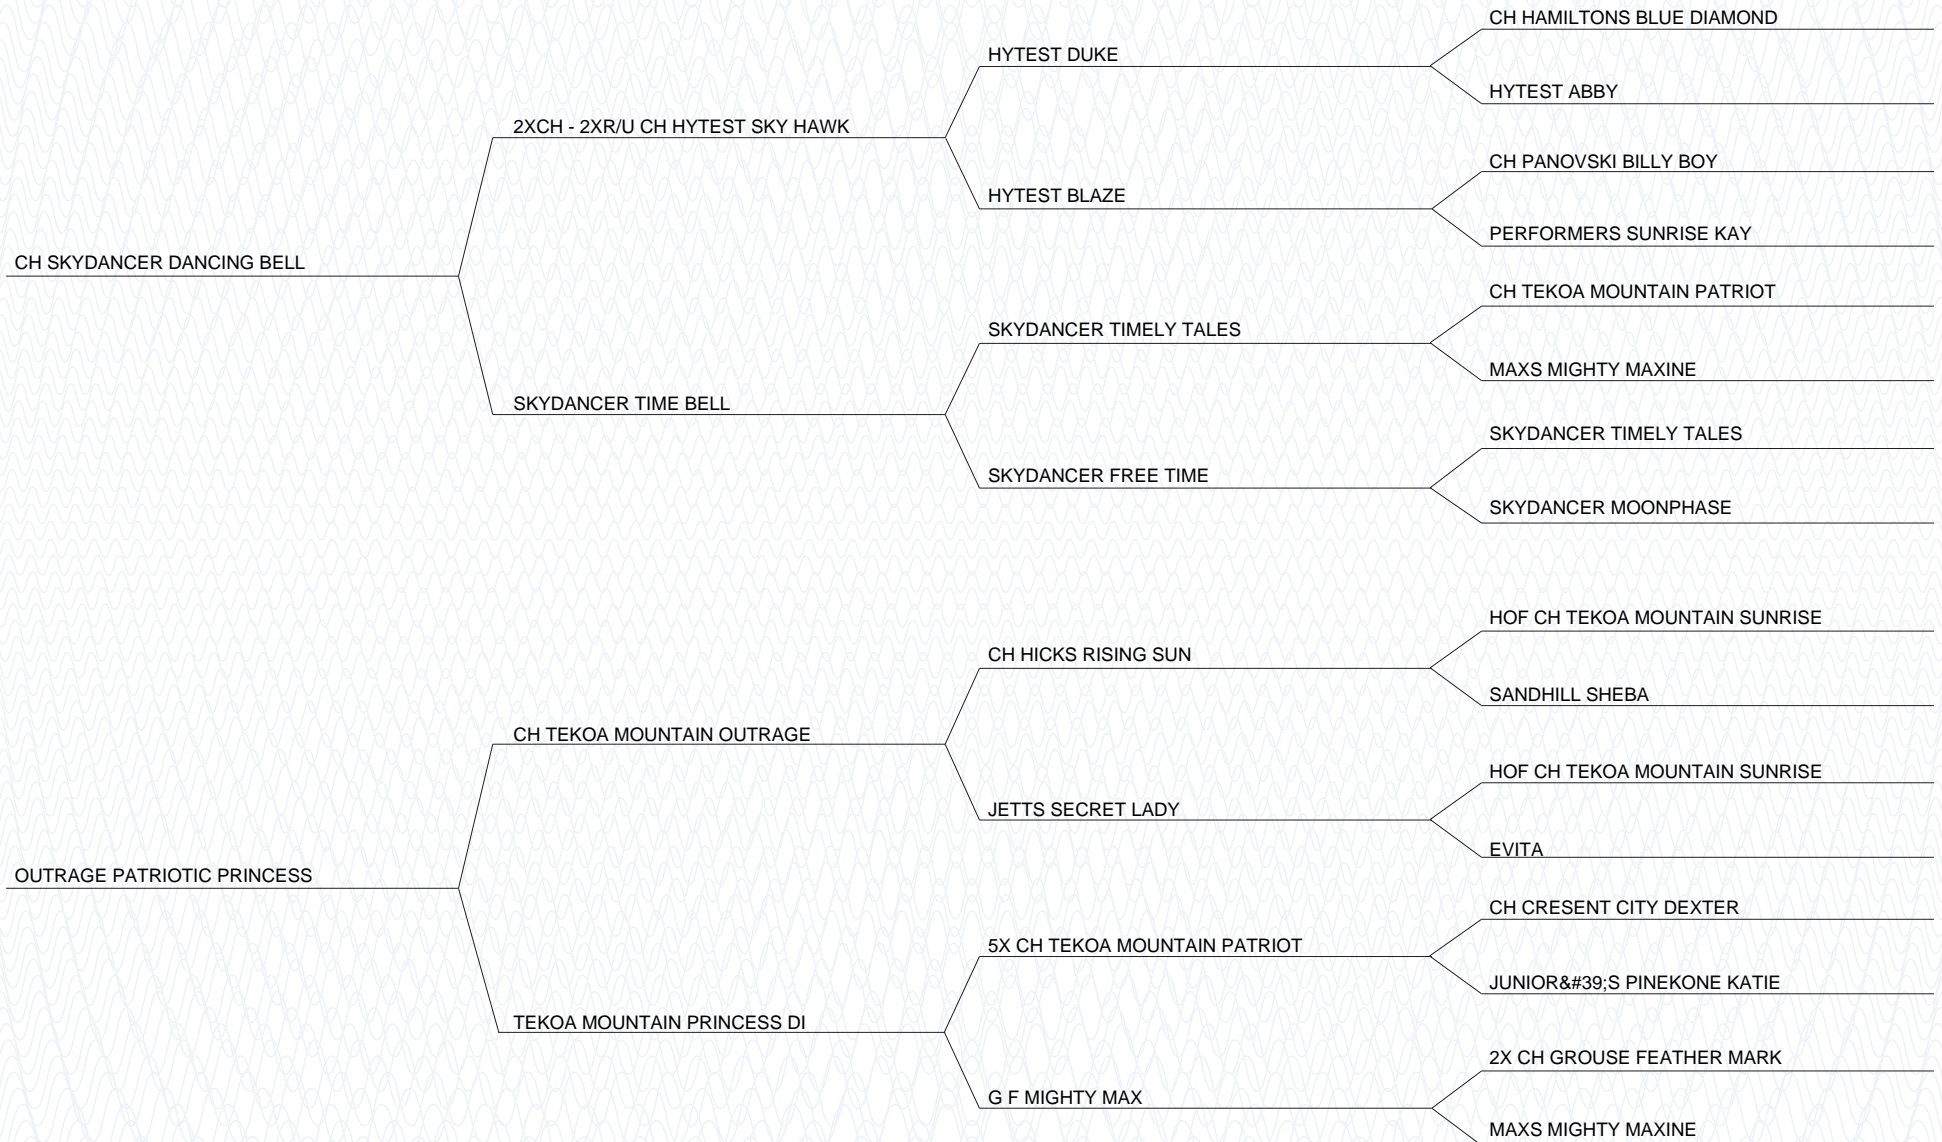 CH HAMILTONS BLUE DIAMOND
HYTEST DUKE
HYTEST ABBY
2XCH - 2XR/U CH HYTEST SKY HAWK
CH PANOVSKI BILLY BOY
HYTEST BLAZE
PERFORMERS SUNRISE KAY
CH SKYDANCER DANCING BELL
CH TEKOA MOUNTAIN PATRIOT
SKYDANCER TIMELY TALES
MAXS MIGHTY MAXINE
SKYDANCER TIME BELL
SKYDANCER TIMELY TALES
SKYDANCER FREE TIME
SKYDANCER MOONPHASE
HOF CH TEKOA MOUNTAIN SUNRISE
CH HICKS RISING SUN
SANDHILL SHEBA
CH TEKOA MOUNTAIN OUTRAGE
HOF CH TEKOA MOUNTAIN SUNRISE
JETTS SECRET LADY
EVITA
OUTRAGE PATRIOTIC PRINCESS
CH CRESENT CITY DEXTER
5X CH TEKOA MOUNTAIN PATRIOT
JUNIOR&#39;S PINEKONE KATIE
TEKOA MOUNTAIN PRINCESS DI
2X CH GROUSE FEATHER MARK
G F MIGHTY MAX
MAXS MIGHTY MAXINE